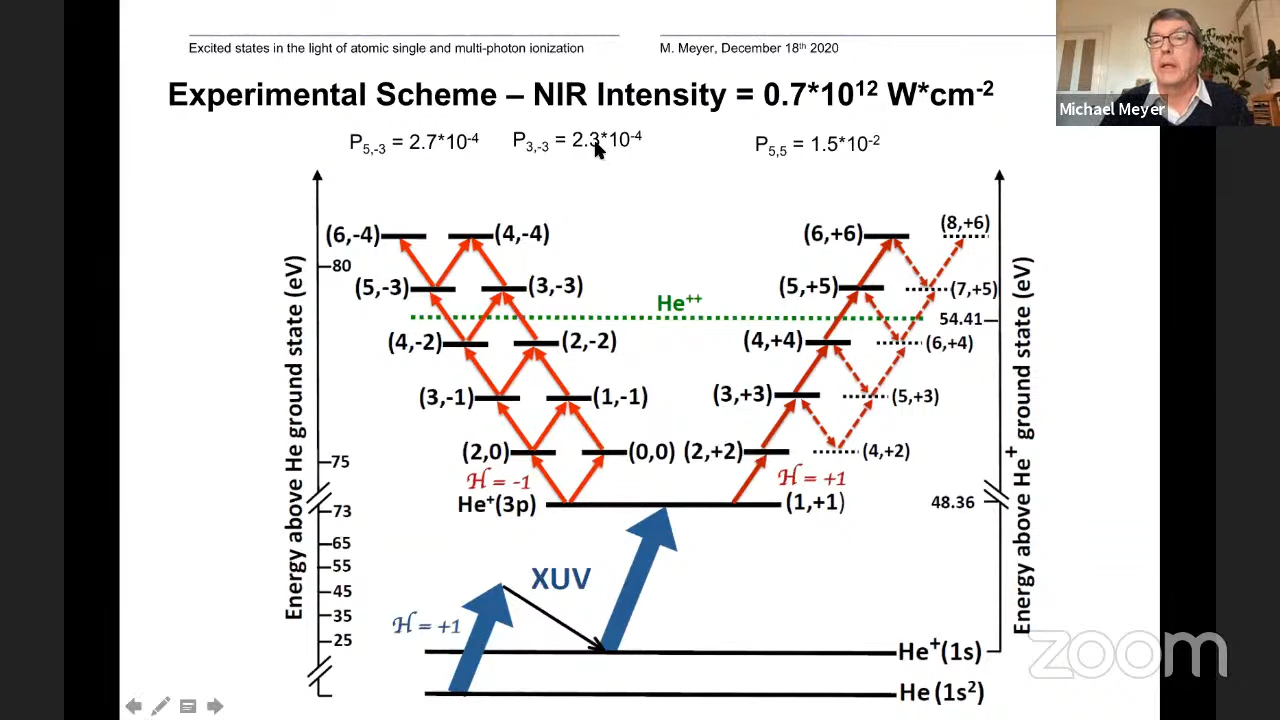 Excited states in the light of atomic single and multi-photon ionization
M. Meyer, December 18th 2020
Michael Meyer
Experimental Scheme – NIR Intensity = 0.7*10¹² W*cm⁻²
P5,-3 = 2.7*10⁻⁴ P3,-3 = 2.3*10⁻⁴ P5,5 = 1.5*10⁻²
(6,-4) (4,-4) (6,+6) (8,+6)
80
(5,-3) (3,-3) (5,+5) (7,+5)
He⁺⁺
54.41
(4,-2) (2,-2) (4,+4) (6,+4)
(3,-1) (1,-1) (3,+3) (5,+3)
(2,0) (0,0) (2,+2) (4,+2)
75
ℋ = -1 ℋ = +1
He⁺(3p) (1,+1) 48.36
73
65
55
45
35
25
XUV
ℋ = +1
He⁺(1s)
He (1s²)
Energy above He ground state (eV)
Energy above He⁺ ground state (eV)
zoom